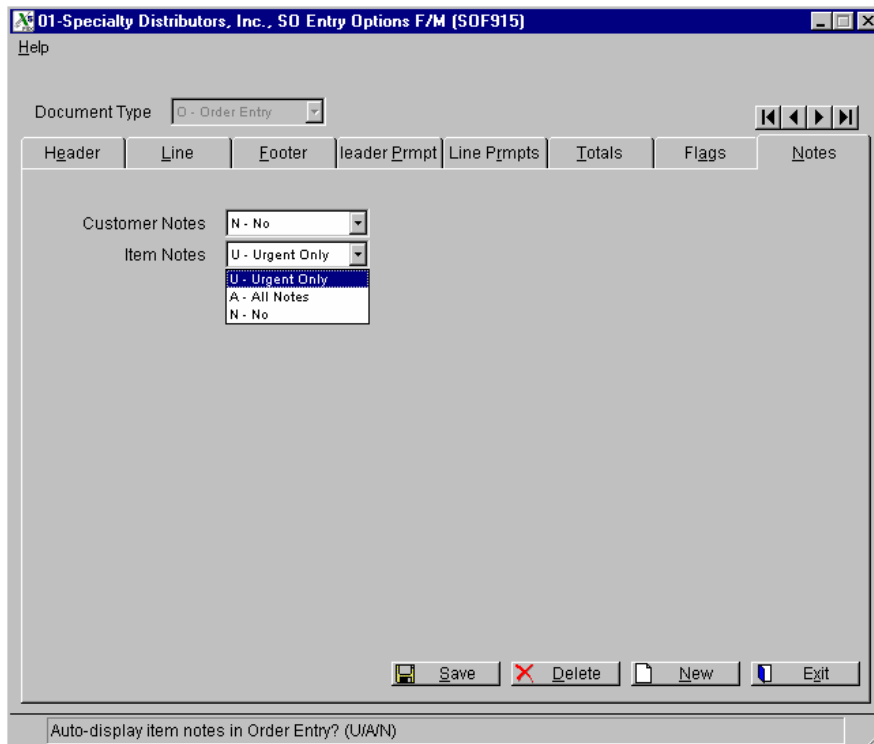 01-Specialty Distributors, Inc., SO Entry Options F/M (SOF915)
Help
Document Type O - Order Entry
Header Line Footer leader Prmpt Line Prmpts Totals Flags Notes
Customer Notes N - No
Item Notes U - Urgent Only
U - Urgent Only
A - All Notes
N - No
Save Delete New Exit
Auto-display item notes in Order Entry? (U/A/N)